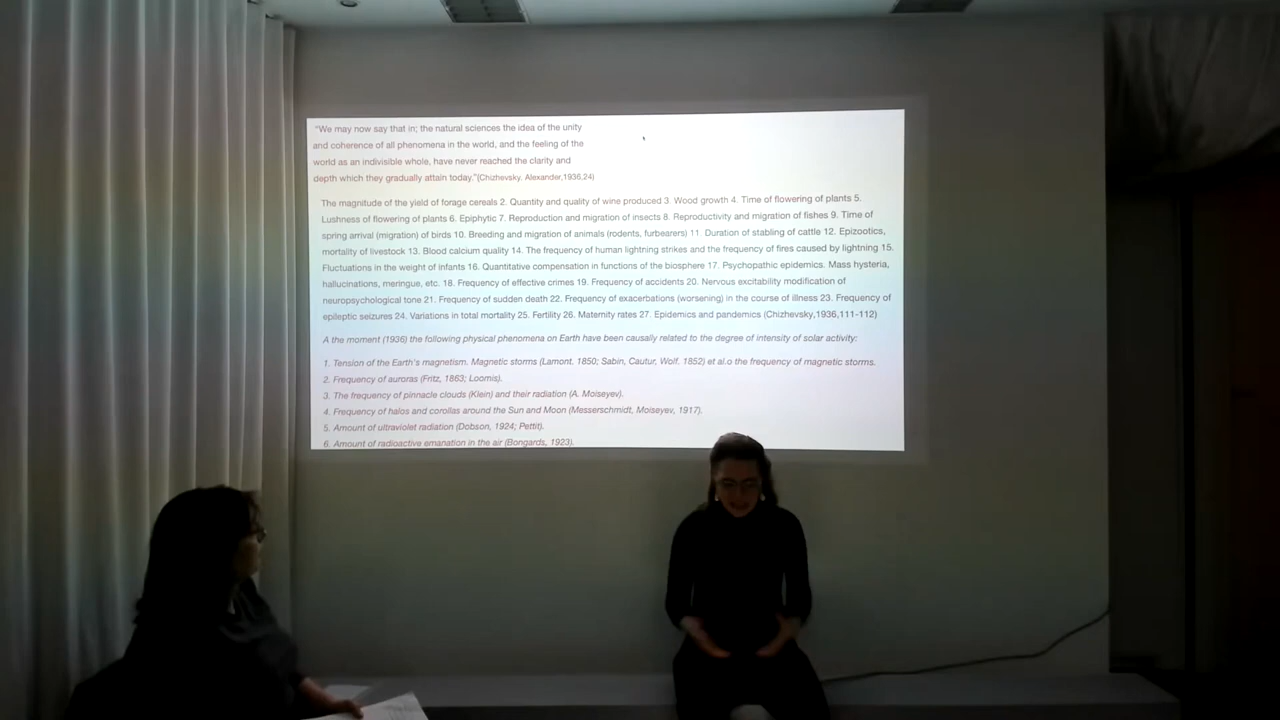 "We may now say that in; the natural sciences the idea of the unity
and coherence of all phenomena in the world, and the feeling of the
world as an indivisible whole, have never reached the clarity and
depth which they gradually attain today."(Chizhevsky. Alexander,1936,24)
The magnitude of the yield of forage cereals 2. Quantity and quality of wine produced 3. Wood growth 4. Time of flowering of plants 5.
Lushness of flowering of plants 6. Epiphytic 7. Reproduction and migration of insects 8. Reproductivity and migration of fishes 9. Time of
spring arrival (migration) of birds 10. Breeding and migration of animals (rodents, furbearers) 11. Duration of stabling of cattle 12. Epizootics,
mortality of livestock 13. Blood calcium quality 14. The frequency of human lightning strikes and the frequency of fires caused by lightning 15.
Fluctuations in the weight of infants 16. Quantitative compensation in functions of the biosphere 17. Psychopathic epidemics. Mass hysteria,
hallucinations, meringue, etc. 18. Frequency of effective crimes 19. Frequency of accidents 20. Nervous excitability modification of
neuropsychological tone 21. Frequency of sudden death 22. Frequency of exacerbations (worsening) in the course of illness 23. Frequency of
epileptic seizures 24. Variations in total mortality 25. Fertility 26. Maternity rates 27. Epidemics and pandemics (Chizhevsky,1936,111-112)
A the moment (1936) the following physical phenomena on Earth have been causally related to the degree of intensity of solar activity:
1. Tension of the Earth's magnetism. Magnetic storms (Lamont, 1850; Sabin, Cautur, Wolf, 1852) et al.o the frequency of magnetic storms.
2. Frequency of auroras (Fritz, 1863; Loomis).
3. The frequency of pinnacle clouds (Klein) and their radiation (A. Moiseyev).
4. Frequency of halos and corollas around the Sun and Moon (Messerschmidt, Moiseyev, 1917).
5. Amount of ultraviolet radiation (Dobson, 1924; Pettit).
6. Amount of radioactive emanation in the air (Bongards, 1923).